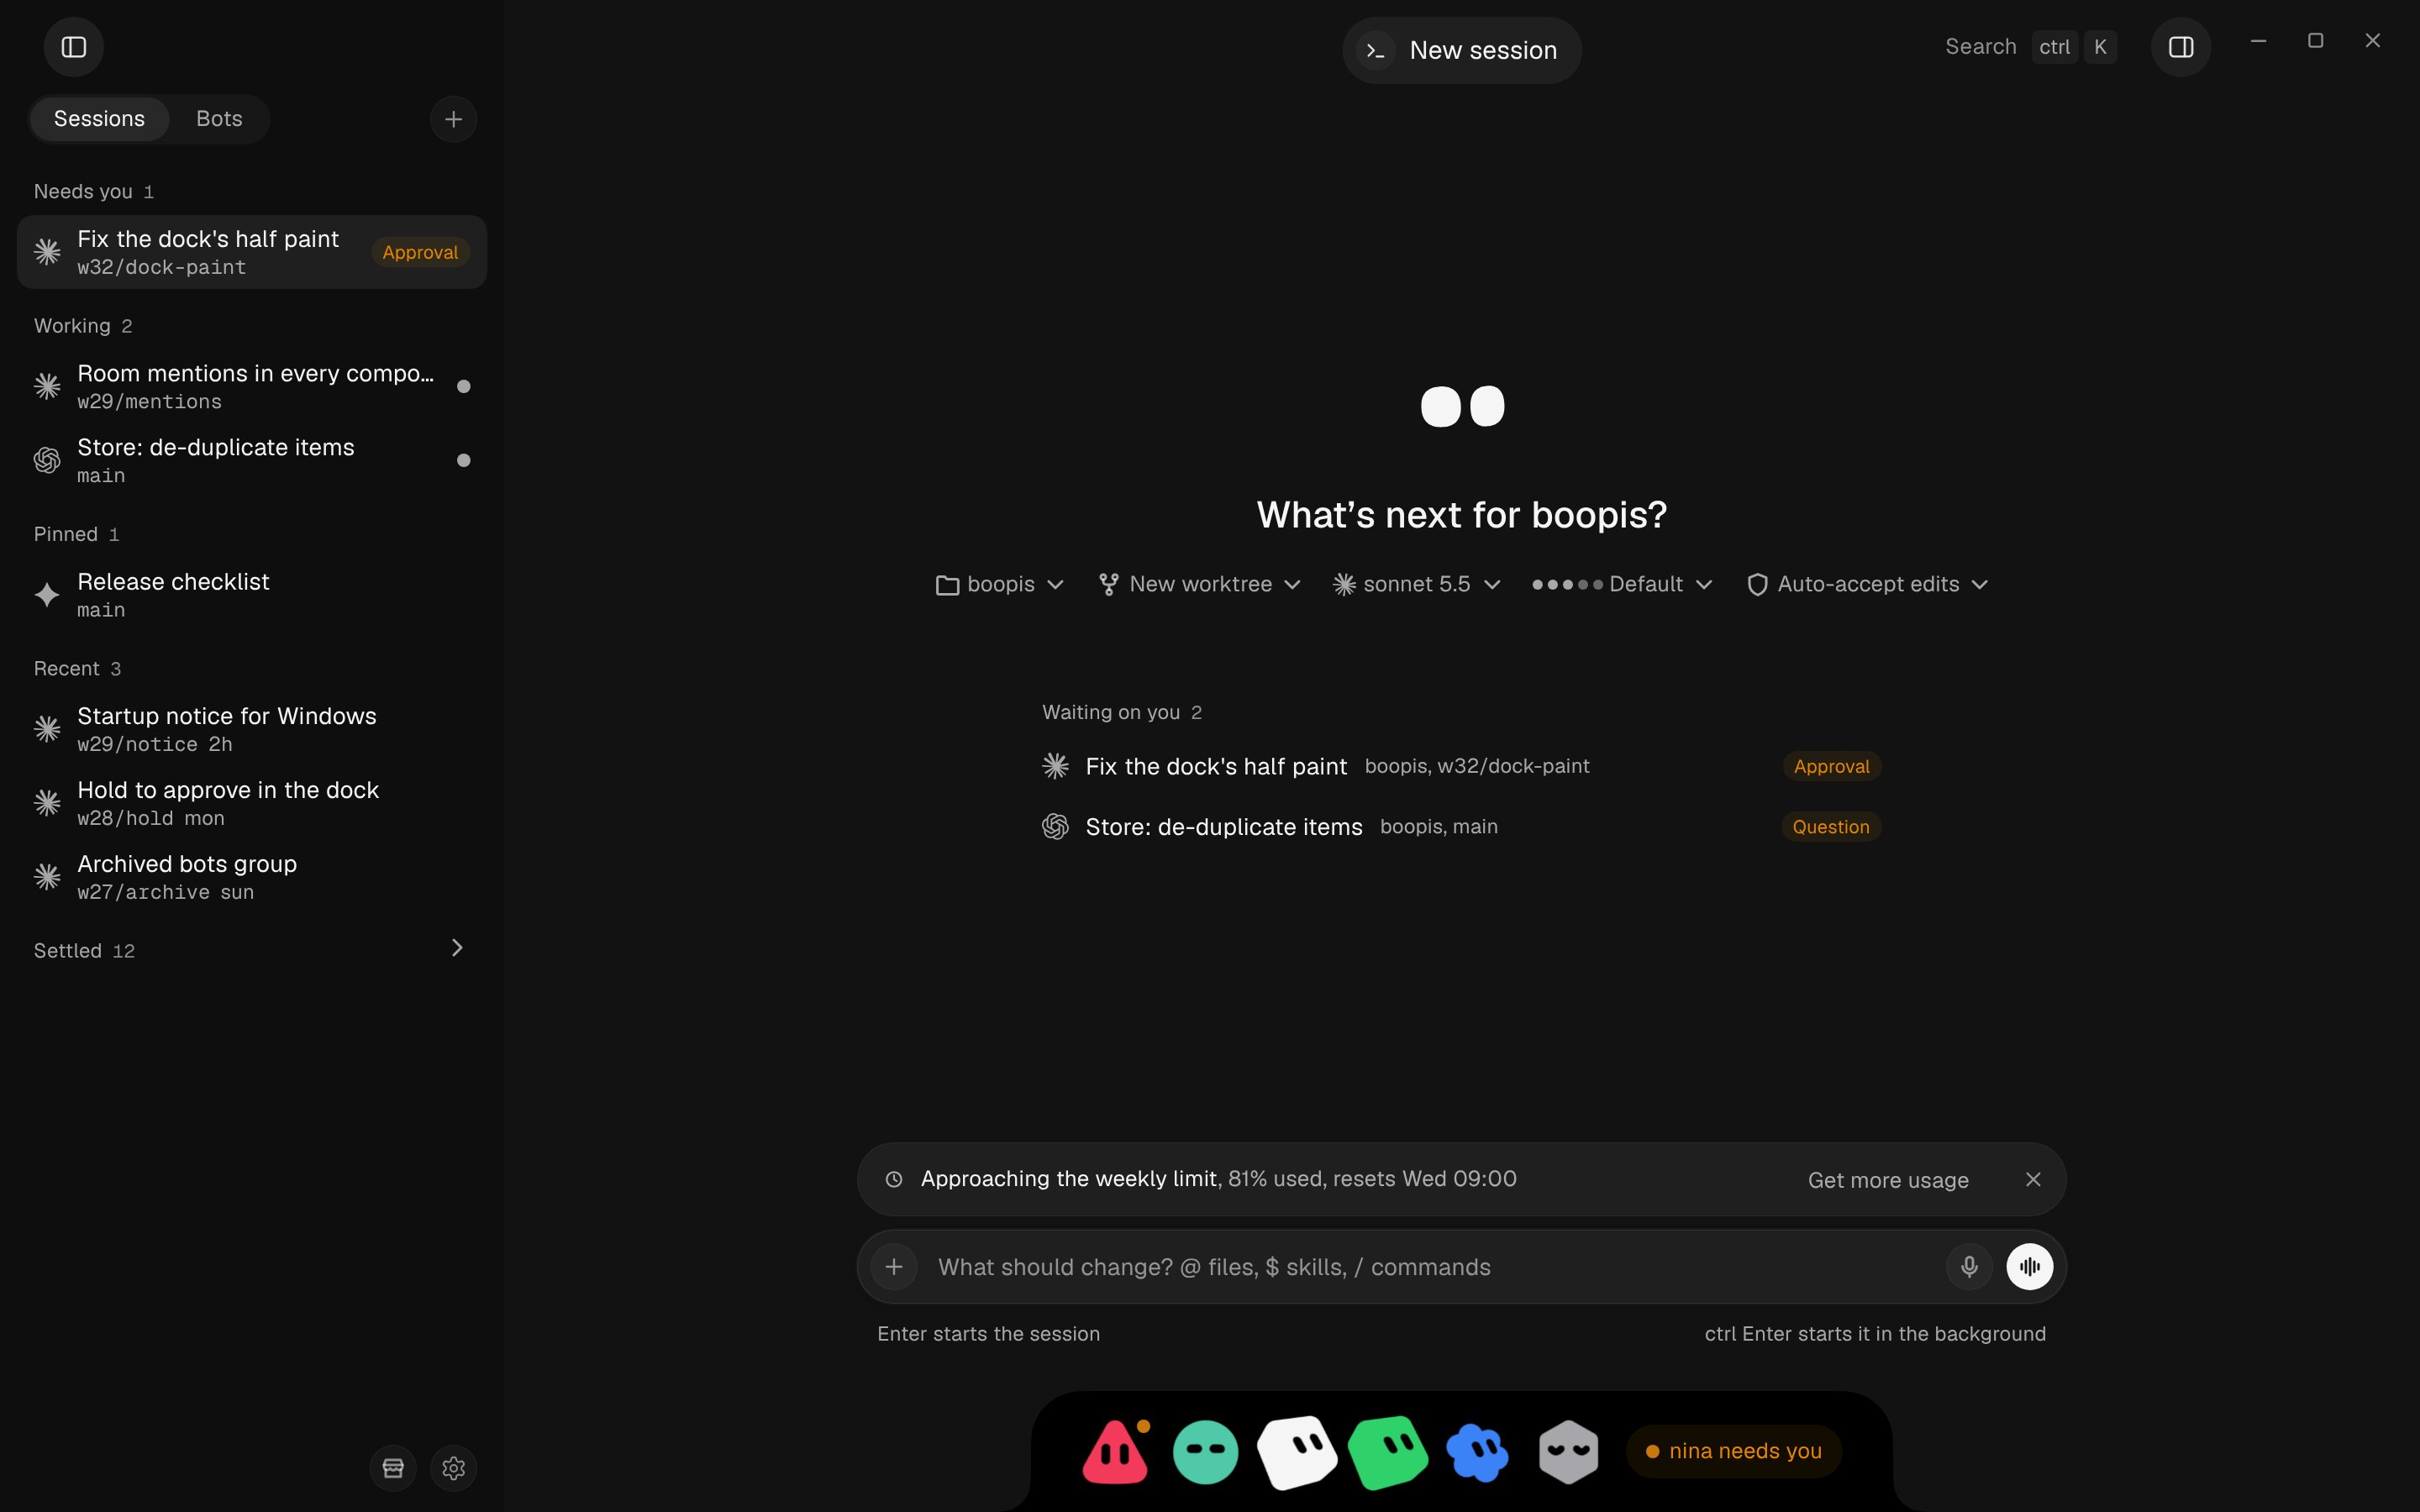 New session
Search ctrl K
Sessions Bots
Needs you 1
Fix the dock's half paint
w32/dock-paint
Approval
Working 2
Room mentions in every compo…
w29/mentions
Store: de-duplicate items
main
Pinned 1
Release checklist
main
Recent 3
Startup notice for Windows
w29/notice 2h
Hold to approve in the dock
w28/hold mon
Archived bots group
w27/archive sun
Settled 12
What’s next for boopis?
boopis New worktree sonnet 5.5 Default Auto-accept edits
Waiting on you 2
Fix the dock's half paint boopis, w32/dock-paint Approval
Store: de-duplicate items boopis, main Question
Approaching the weekly limit, 81% used, resets Wed 09:00 Get more usage
What should change? @ files, $ skills, / commands
Enter starts the session ctrl Enter starts it in the background
nina needs you